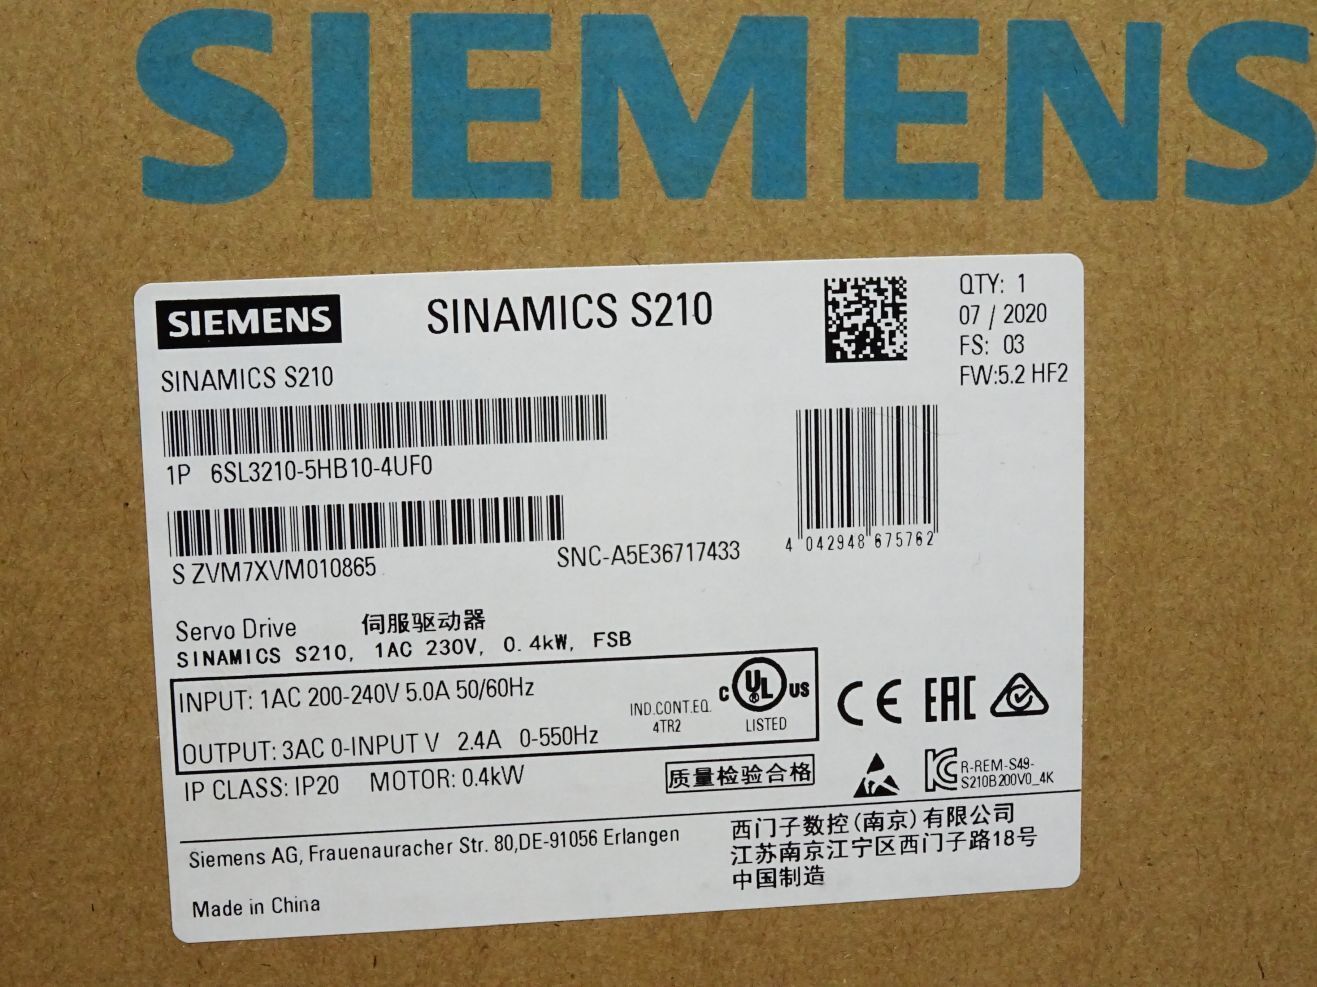 SIEMENS
SIEMENS
SINAMICS S210
QTY: 1
07 / 2020
FS: 03
FW:5.2 HF2
SINAMICS S210
1P 6SL3210-5HB10-4UF0
S ZVM7XVM010865
SNC-A5E36717433
4 042948 675762
Servo Drive 伺服驱动器
SINAMICS S210, 1AC 230V, 0.4kW, FSB
INPUT: 1AC 200-240V 5.0A 50/60Hz
OUTPUT: 3AC 0-INPUT V 2.4A 0-550Hz
IND.CONT.EQ.
4TR2
C UL ® US
LISTED
CE EAC
IP CLASS: IP20 MOTOR: 0.4kW
质量检验合格
KC R-REM-S49-
S210B200V0_4K
Siemens AG, Frauenauracher Str. 80,DE-91056 Erlangen
Made in China
西门子数控(南京)有限公司
江苏南京江宁区西门子路18号
中国制造